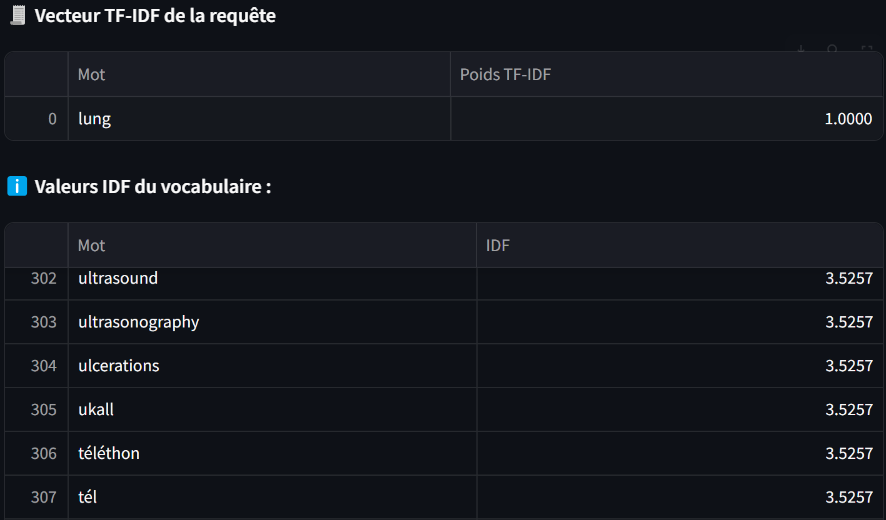 Vecteur TF-IDF de la requête
Mot Poids TF-IDF
0 lung 1.0000
i Valeurs IDF du vocabulaire :
Mot IDF
302 ultrasound 3.5257
303 ultrasonography 3.5257
304 ulcerations 3.5257
305 ukall 3.5257
306 téléthon 3.5257
307 tél 3.5257